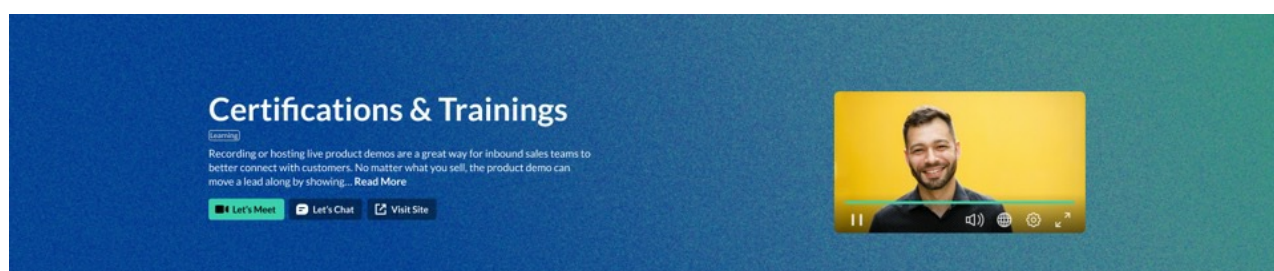 Certifications & Trainings
Learning
Recording or hosting live product demos are a great way for inbound sales teams to
better connect with customers. No matter what you sell, the product demo can
move a lead along by showing... Read More
Let's Meet
Let's Chat
Visit Site